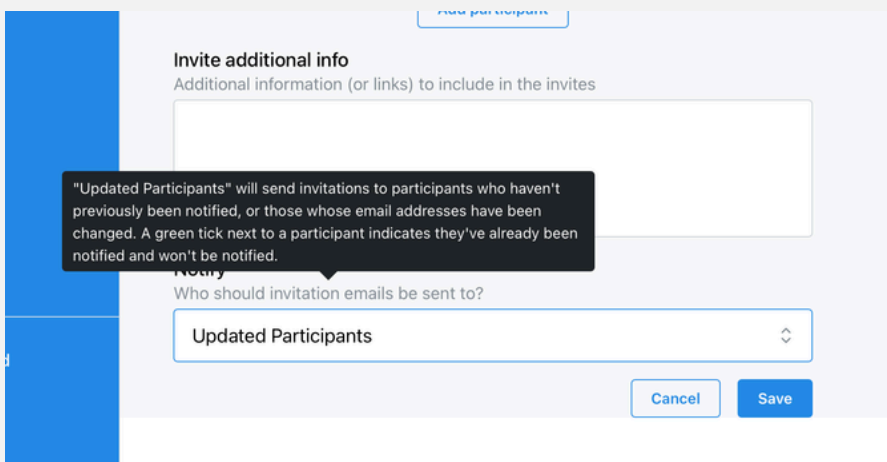 Add participant
Invite additional info
Additional information (or links) to include in the invites
"Updated Participants" will send invitations to participants who haven't
previously been notified, or those whose email addresses have been
changed. A green tick next to a participant indicates they've already been
notified and won't be notified.
Notify
Who should invitation emails be sent to?
Updated Participants
Cancel
Save